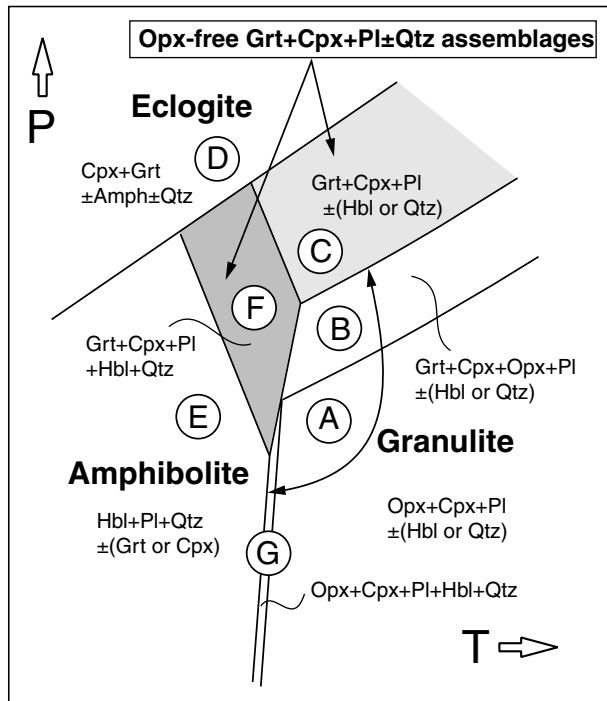 Opx-free Grt+Cpx+Pl±Qtz assemblages
P
Eclogite
D
Cpx+Grt
±Amph±Qtz
Grt+Cpx+Pl
±(Hbl or Qtz)
C
F
B
Grt+Cpx+Pl
+Hbl+Qtz
Grt+Cpx+Opx+Pl
±(Hbl or Qtz)
E
A
Granulite
Amphibolite
Hbl+Pl+Qtz
±(Grt or Cpx)
Opx+Cpx+Pl
±(Hbl or Qtz)
G
Opx+Cpx+Pl+Hbl+Qtz
T